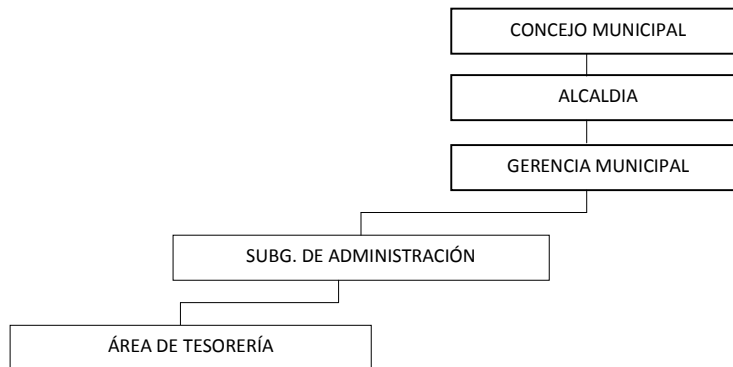 CONCEJO MUNICIPAL
ALCALDIA
GERENCIA MUNICIPAL
SUBG. DE ADMINISTRACIÓN
ÁREA DE TESORERÍA